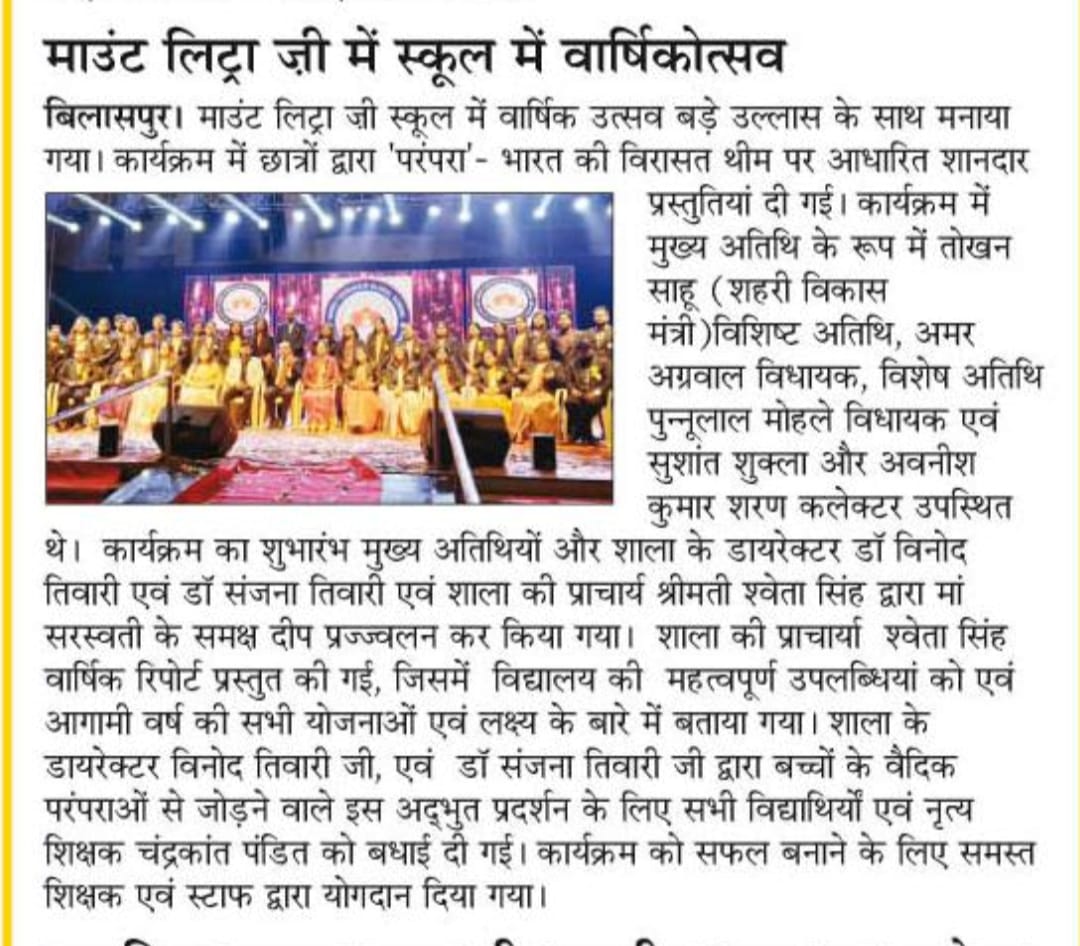 माउंट लिट्रा ज़ी में स्कूल में वार्षिकोत्सव
बिलासपुर। माउंट लिट्रा ज़ी स्कूल में वार्षिक उत्सव बड़े उल्लास के साथ मनाया
गया। कार्यक्रम में छात्रों द्वारा 'परंपरा'- भारत की विरासत थीम पर आधारित शानदार
प्रस्तुतियां दी गई। कार्यक्रम में
मुख्य अतिथि के रूप में तोखन
साहू (शहरी विकास
मंत्री)विशिष्ट अतिथि, अमर
अग्रवाल विधायक, विशेष अतिथि
पुन्नूलाल मोहले विधायक एवं
सुशांत शुक्ला और अवनीश
कुमार शरण कलेक्टर उपस्थित
थे। कार्यक्रम का शुभारंभ मुख्य अतिथियों और शाला के डायरेक्टर डॉ विनोद
तिवारी एवं डॉ संजना तिवारी एवं शाला की प्राचार्य श्रीमती श्वेता सिंह द्वारा मां
सरस्वती के समक्ष दीप प्रज्ज्वलन कर किया गया। शाला की प्राचार्या श्वेता सिंह
वार्षिक रिपोर्ट प्रस्तुत की गई, जिसमें विद्यालय की महत्वपूर्ण उपलब्धियां को एवं
आगामी वर्ष की सभी योजनाओं एवं लक्ष्य के बारे में बताया गया। शाला के
डायरेक्टर विनोद तिवारी जी, एवं डॉ संजना तिवारी जी द्वारा बच्चों के वैदिक
परंपराओं से जोड़ने वाले इस अद्भुत प्रदर्शन के लिए सभी विद्यार्थियों एवं नृत्य
शिक्षक चंद्रकांत पंडित को बधाई दी गई। कार्यक्रम को सफल बनाने के लिए समस्त
शिक्षक एवं स्टाफ द्वारा योगदान दिया गया।